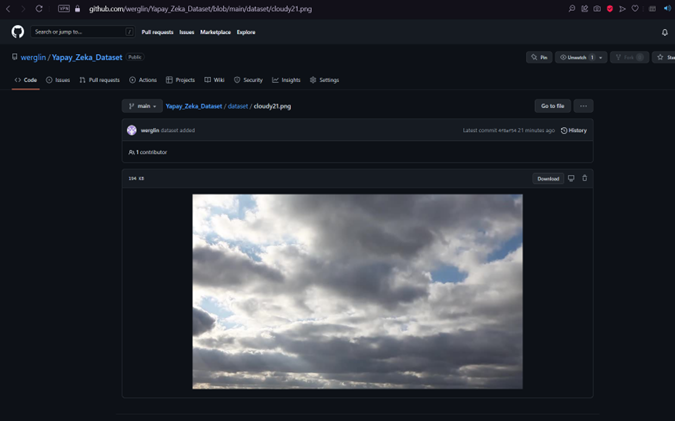 VPN github.com/werglin/Yapay_Zeka_Dataset/blob/main/dataset/cloudy21.png
Search or jump to... / Pull requests Issues Marketplace Explore
werglin / Yapay_Zeka_Dataset Public
Pin Unwatch 1 Fork 0
Code Issues Pull requests Actions Projects Wiki Security Insights Settings
main Yapay_Zeka_Dataset / dataset / cloudy21.png Go to file ...
werglin dataset added Latest commit 21 minutes ago History
1 contributor
194 KB Download